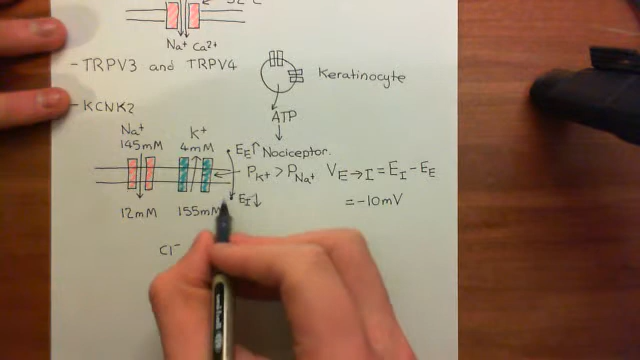 Na⁺ Ca²⁺
-TRPV3 and TRPV4
Keratinocyte
-KCNK2
ATP
Na⁺ K⁺
145mM 4mM
E_E↑ Nociceptor.
P_K⁺ > P_Na⁺
V_E→I = E_I - E_E
= -10mV
E_I↓
12mM 155mM
Cl⁻